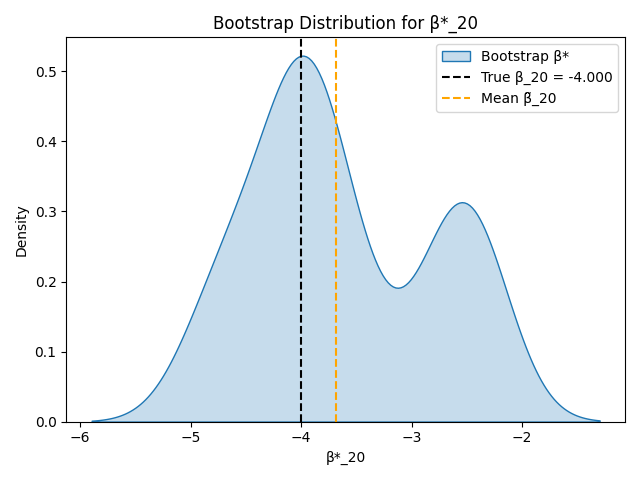 Bootstrap Distribution for β*_20
Bootstrap β*
True β_20 = -4.000
Mean β̂_20
Density
0.5
0.4
0.3
0.2
0.1
0.0
−6
−5
−4
−3
−2
β*_20